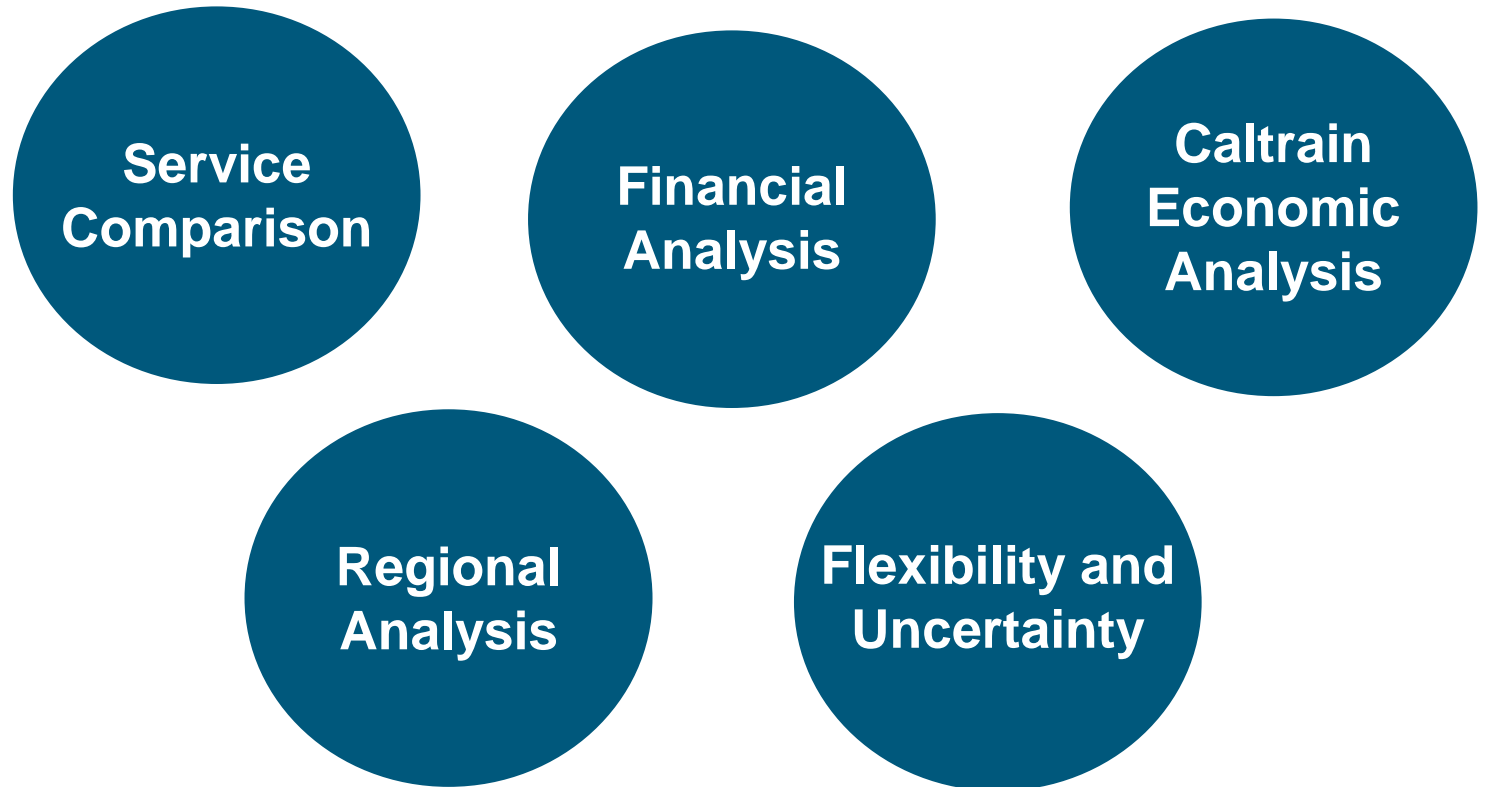 Service
Comparison
Financial
Analysis
Caltrain
Economic
Analysis
Regional
Analysis
Flexibility and
Uncertainty